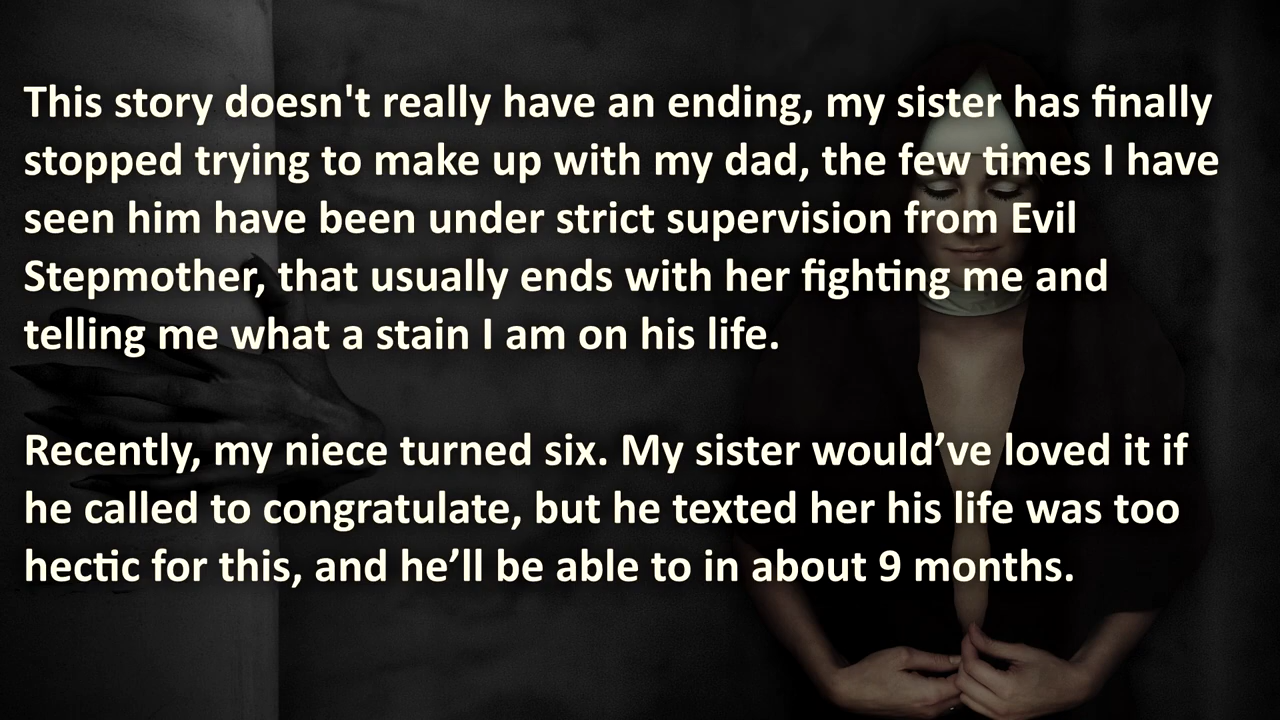 This story doesn't really have an ending, my sister has finally
stopped trying to make up with my dad, the few times I have
seen him have been under strict supervision from Evil
Stepmother, that usually ends with her fighting me and
telling me what a stain I am on his life.
Recently, my niece turned six. My sister would’ve loved it if
he called to congratulate, but he texted her his life was too
hectic for this, and he’ll be able to in about 9 months.